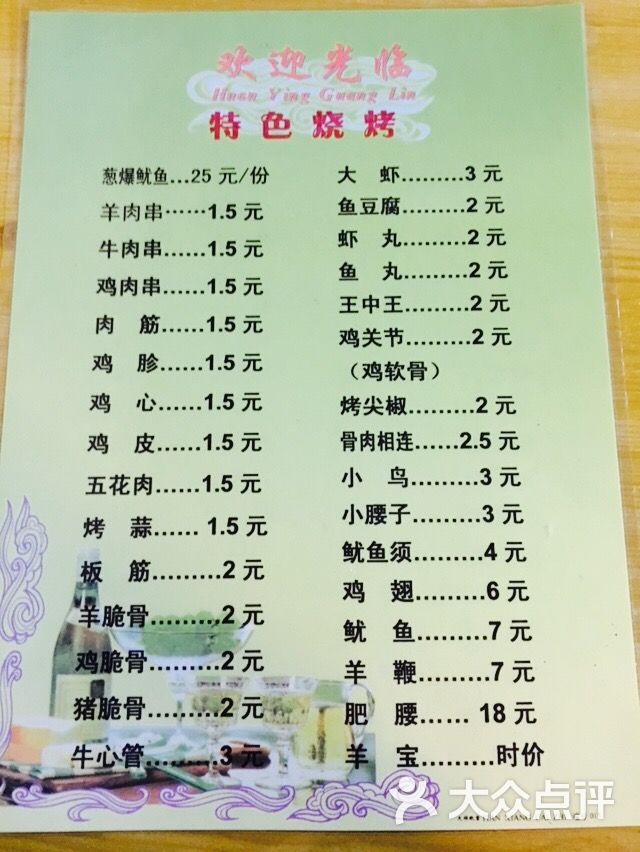 欢迎光临
Huan Ying Guang Lin
特色烧烤
葱爆鱿鱼...25 元/份
羊肉串······1.5 元
牛肉串......1.5 元
鸡肉串......1.5 元
肉 筋......1.5 元
鸡 胗......1.5 元
鸡 心......1.5 元
鸡 皮......1.5 元
五花肉......1.5 元
烤 蒜...... 1.5 元
板 筋.........2 元
羊脆骨.........2 元
鸡脆骨.........2 元
猪脆骨.........2 元
牛心管.........3 元
大 虾.........3 元
鱼豆腐.........2 元
虾 丸.........2 元
鱼 丸.........2 元
王中王.........2 元
鸡关节.........2 元
（鸡软骨）
烤尖椒.........2 元
骨肉相连......2.5 元
小 鸟.........3 元
小腰子.........3 元
鱿鱼须.........4 元
鸡 翅.........6 元
鱿 鱼.........7 元
羊 鞭.........7 元
肥 腰...... 18 元
羊 宝.........时价
大众点评